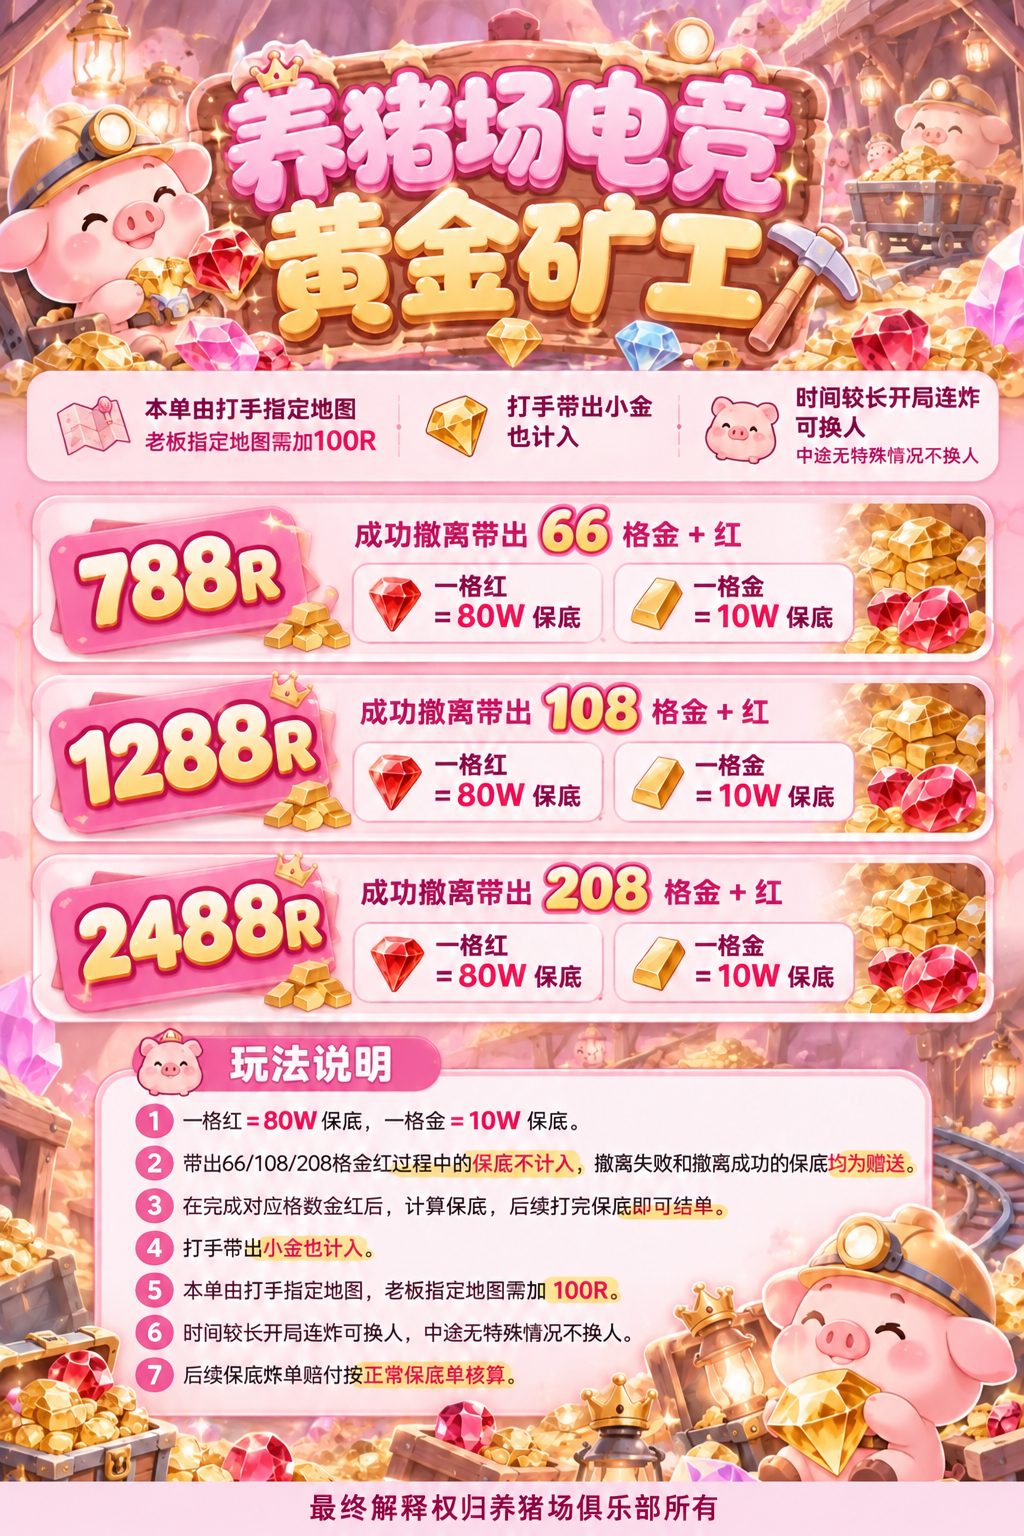 养猪场电竞
黄金矿工
本单由打手指定地图
老板指定地图需加100R
打手带出小金
也计入
时间较长开局连炸
可换人
中途无特殊情况不换人
788R
成功撤离带出 66 格金 + 红
一格红
= 80W 保底
一格金
= 10W 保底
1288R
成功撤离带出 108 格金 + 红
一格红
= 80W 保底
一格金
= 10W 保底
2488R
成功撤离带出 208 格金 + 红
一格红
= 80W 保底
一格金
= 10W 保底
玩法说明
1 一格红 = 80W 保底，一格金 = 10W 保底。
2 带出66/108/208格金红过程中的保底不计入，撤离失败和撤离成功的保底均为赠送。
3 在完成对应格数金红后，计算保底，后续打完保底即可结单。
4 打手带出小金也计入。
5 本单由打手指定地图，老板指定地图需加 100R。
6 时间较长开局连炸可换人，中途无特殊情况不换人。
7 后续保底炸单赔付按正常保底单核算。
最终解释权归养猪场俱乐部所有